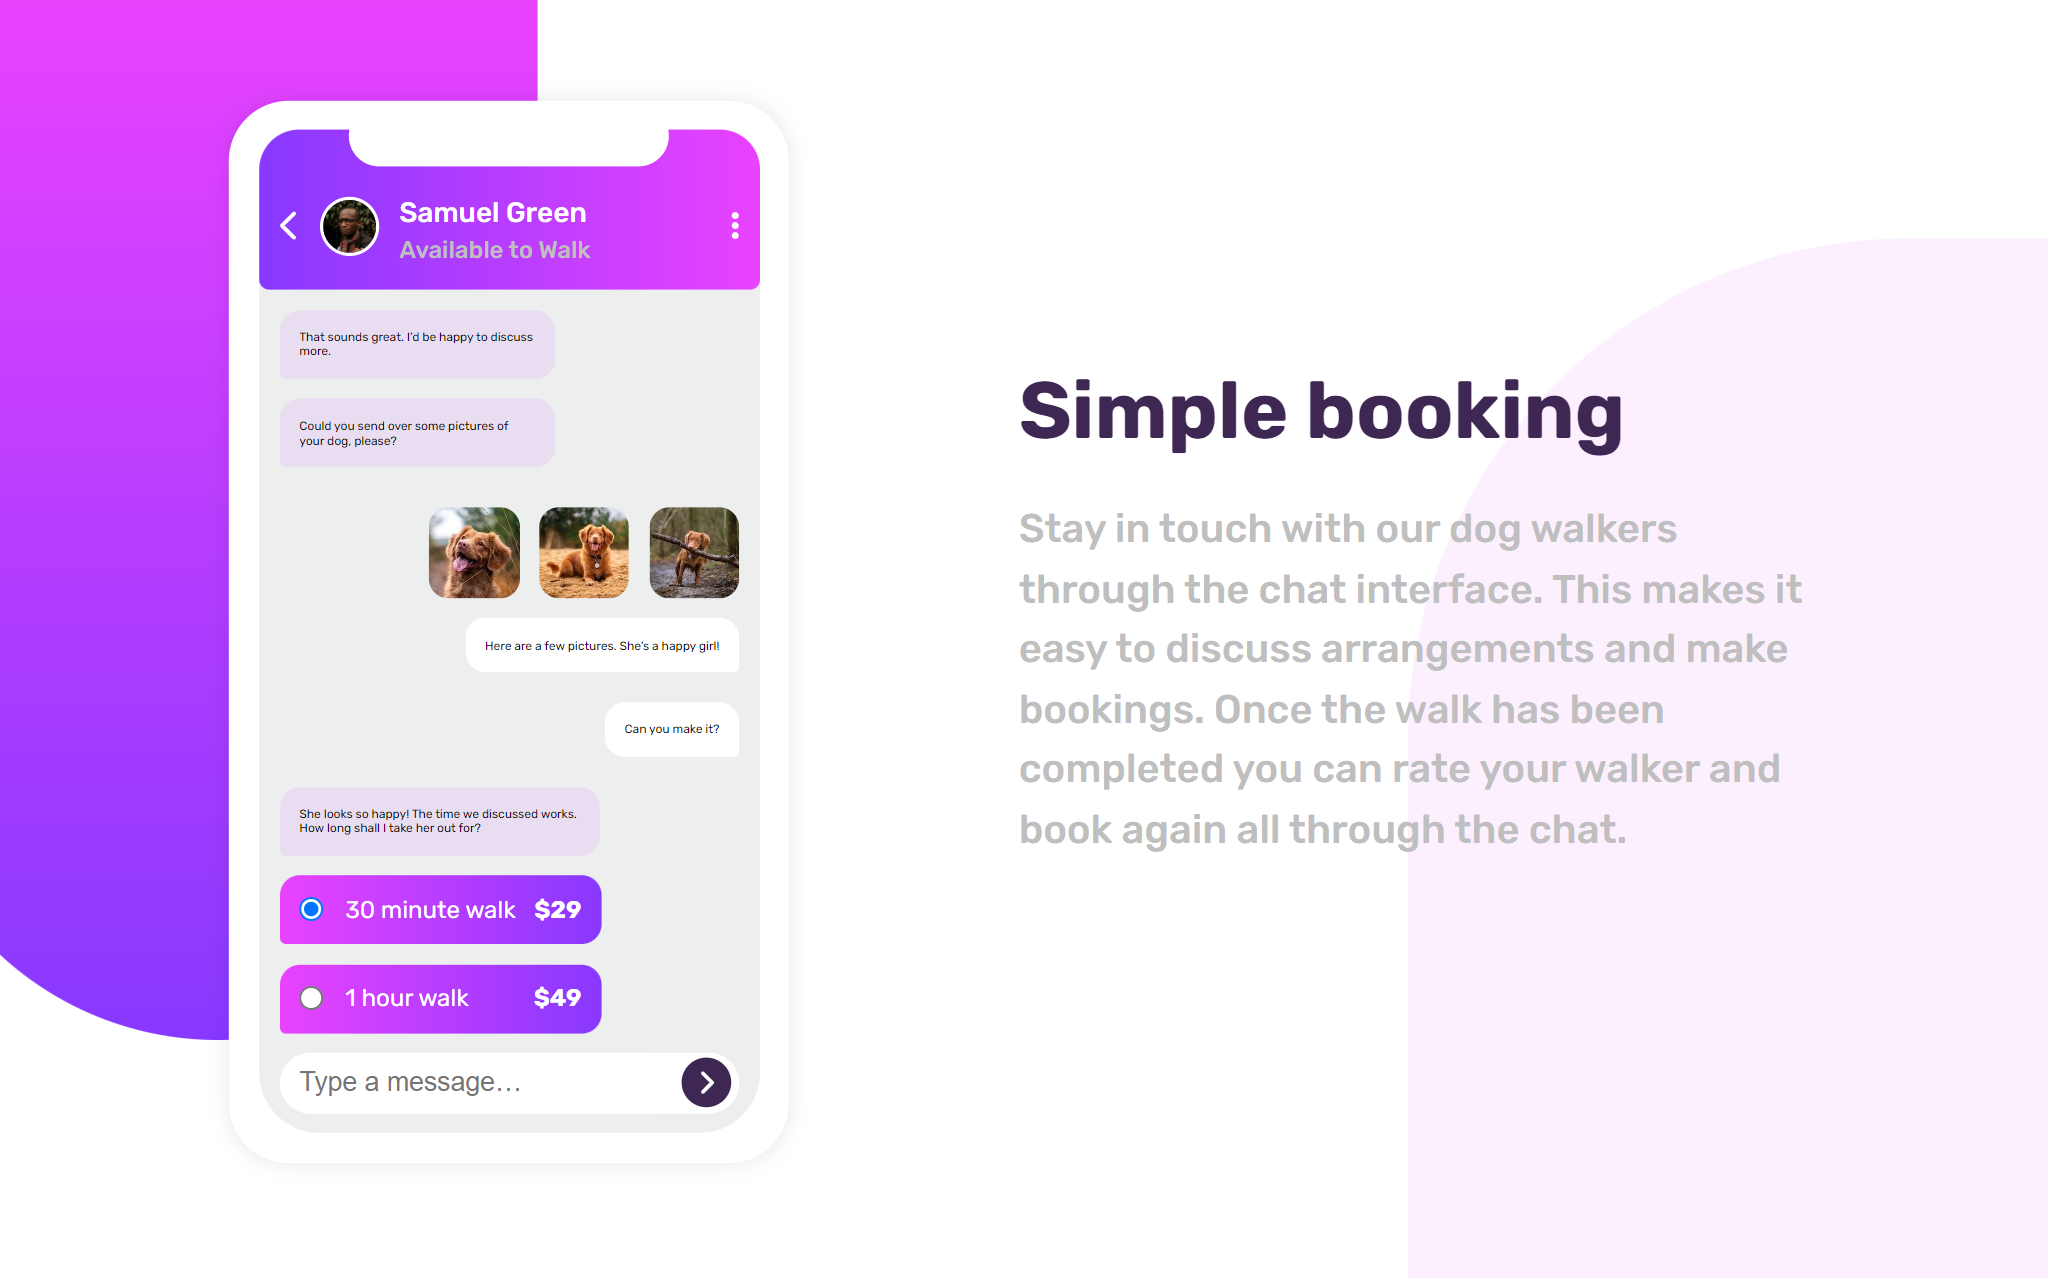 Samuel Green
Available to Walk
That sounds great. I'd be happy to discuss
more.
Could you send over some pictures of
your dog, please?
Here are a few pictures. She's a happy girl!
Can you make it?
She looks so happy! The time we discussed works.
How long shall I take her out for?
30 minute walk $29
1 hour walk $49
Type a message…
Simple booking
Stay in touch with our dog walkers
through the chat interface. This makes it
easy to discuss arrangements and make
bookings. Once the walk has been
completed you can rate your walker and
book again all through the chat.